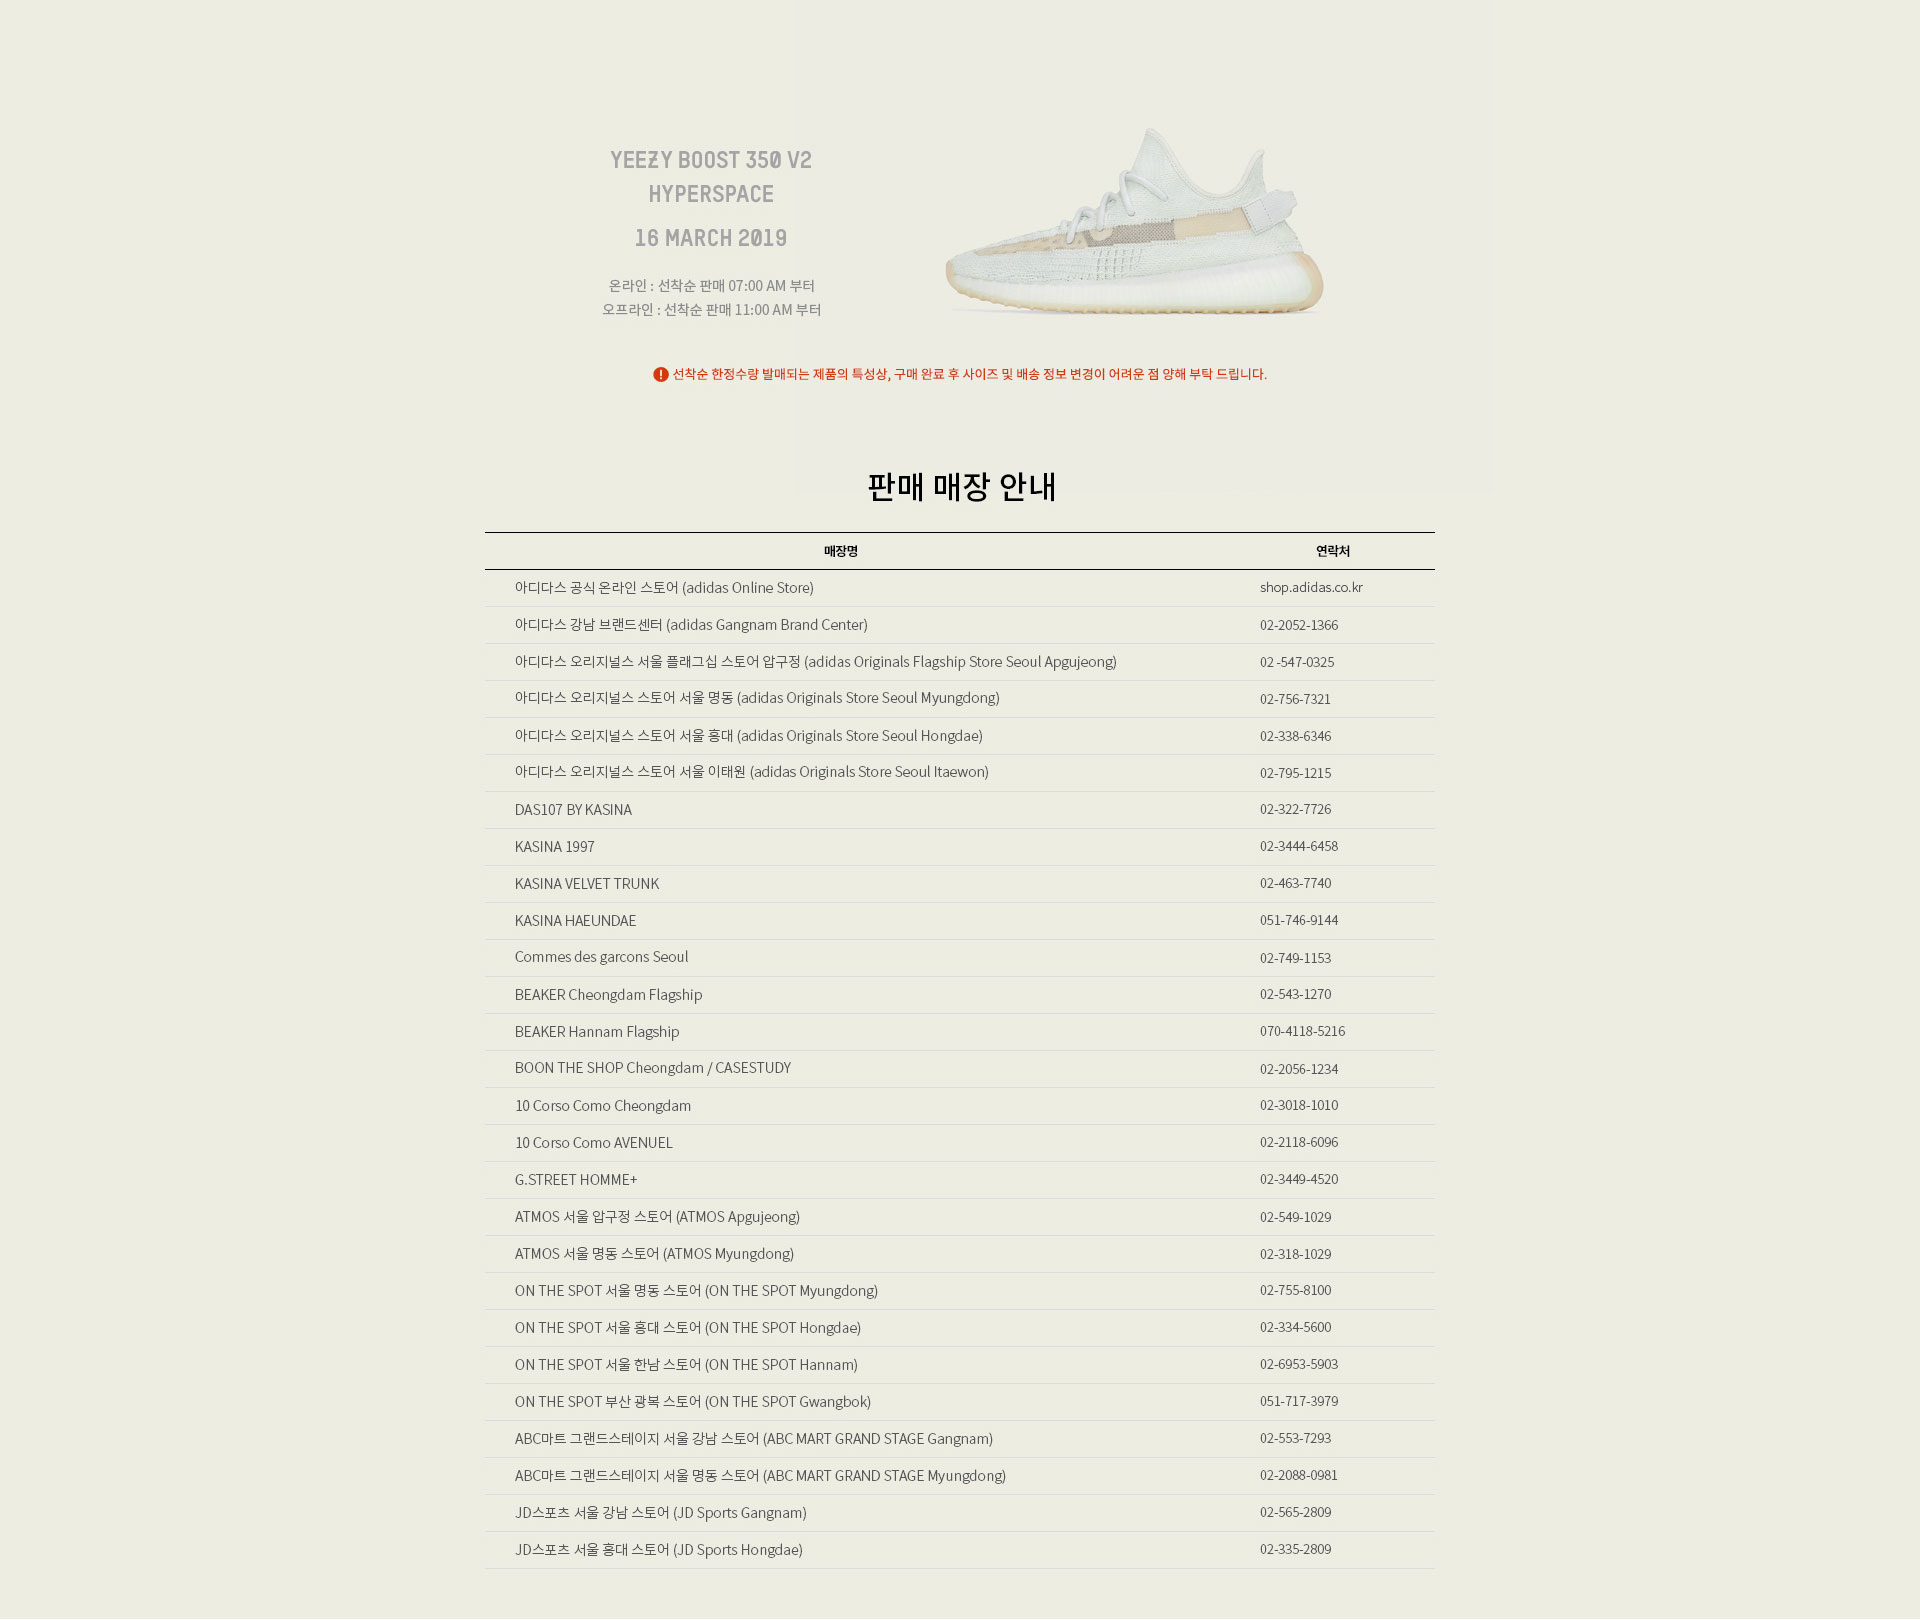 YEEZY BOOST 350 V2
HYPERSPACE
16 MARCH 2019
온라인 : 선착순 판매 07:00 AM 부터
오프라인 : 선착순 판매 11:00 AM 부터
선착순 한정수량 발매되는 제품의 특성상, 구매 완료 후 사이즈 및 배송 정보 변경이 어려운 점 양해 부탁 드립니다.
판매 매장 안내
매장명 연락처
아디다스 공식 온라인 스토어 (adidas Online Store) shop.adidas.co.kr
아디다스 강남 브랜드센터 (adidas Gangnam Brand Center) 02-2052-1366
아디다스 오리지널스 서울 플래그십 스토어 압구정 (adidas Originals Flagship Store Seoul Apgujeong) 02 -547-0325
아디다스 오리지널스 스토어 서울 명동 (adidas Originals Store Seoul Myungdong) 02-756-7321
아디다스 오리지널스 스토어 서울 홍대 (adidas Originals Store Seoul Hongdae) 02-338-6346
아디다스 오리지널스 스토어 서울 이태원 (adidas Originals Store Seoul Itaewon) 02-795-1215
DAS107 BY KASINA 02-322-7726
KASINA 1997 02-3444-6458
KASINA VELVET TRUNK 02-463-7740
KASINA HAEUNDAE 051-746-9144
Commes des garcons Seoul 02-749-1153
BEAKER Cheongdam Flagship 02-543-1270
BEAKER Hannam Flagship 070-4118-5216
BOON THE SHOP Cheongdam / CASESTUDY 02-2056-1234
10 Corso Como Cheongdam 02-3018-1010
10 Corso Como AVENUEL 02-2118-6096
G.STREET HOMME+ 02-3449-4520
ATMOS 서울 압구정 스토어 (ATMOS Apgujeong) 02-549-1029
ATMOS 서울 명동 스토어 (ATMOS Myungdong) 02-318-1029
ON THE SPOT 서울 명동 스토어 (ON THE SPOT Myungdong) 02-755-8100
ON THE SPOT 서울 홍대 스토어 (ON THE SPOT Hongdae) 02-334-5600
ON THE SPOT 서울 한남 스토어 (ON THE SPOT Hannam) 02-6953-5903
ON THE SPOT 부산 광복 스토어 (ON THE SPOT Gwangbok) 051-717-3979
ABC마트 그랜드스테이지 서울 강남 스토어 (ABC MART GRAND STAGE Gangnam) 02-553-7293
ABC마트 그랜드스테이지 서울 명동 스토어 (ABC MART GRAND STAGE Myungdong) 02-2088-0981
JD스포츠 서울 강남 스토어 (JD Sports Gangnam) 02-565-2809
JD스포츠 서울 홍대 스토어 (JD Sports Hongdae) 02-335-2809